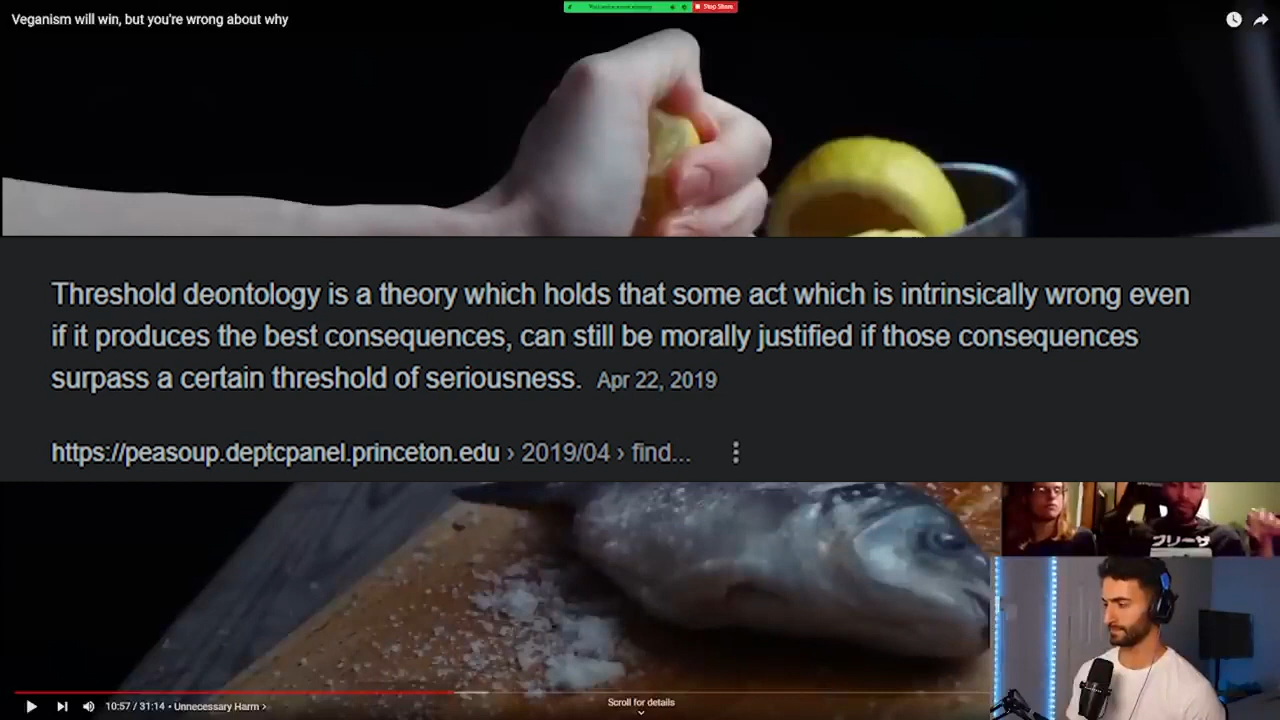 Veganism will win, but you're wrong about why
Stop Share
Threshold deontology is a theory which holds that some act which is intrinsically wrong even
if it produces the best consequences, can still be morally justified if those consequences
surpass a certain threshold of seriousness. Apr 22, 2019
https://peasoup.deptcpanel.princeton.edu › 2019/04 › find...
ブリーザ
10:57 / 31:14 • Unnecessary Harm ›
Scroll for details